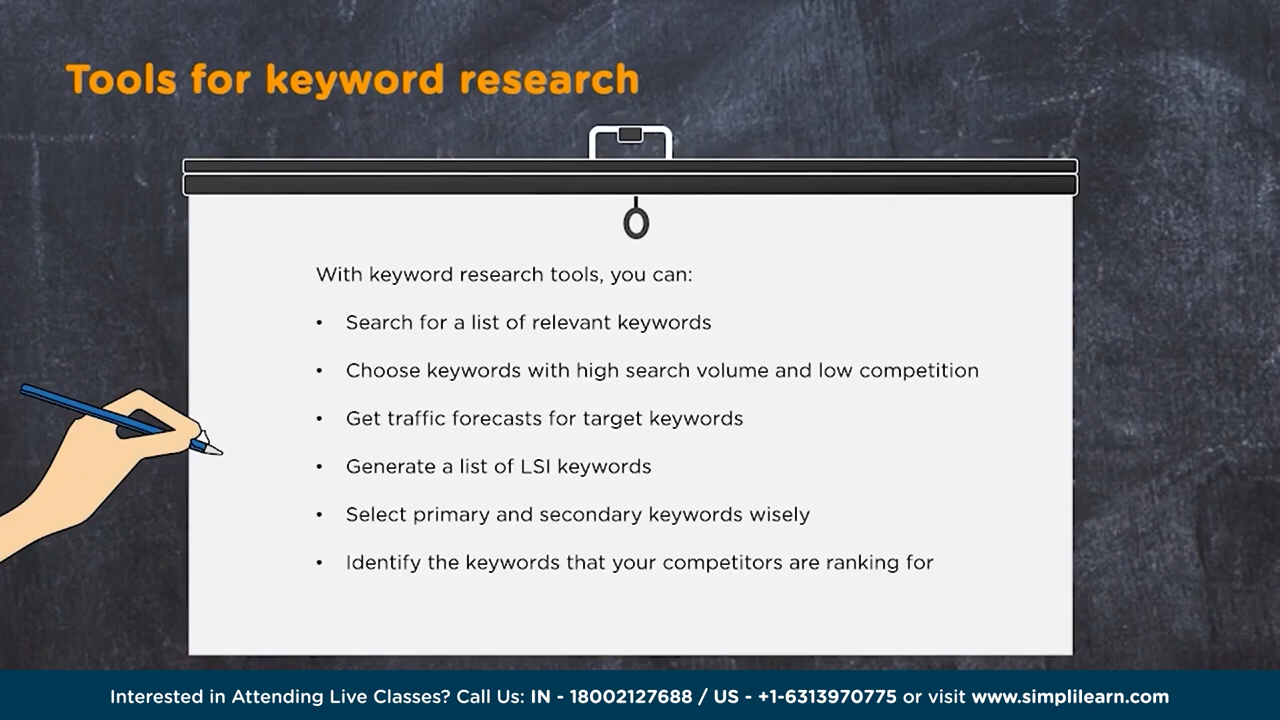 Tools for keyword research
With keyword research tools, you can:
• Search for a list of relevant keywords
• Choose keywords with high search volume and low competition
• Get traffic forecasts for target keywords
• Generate a list of LSI keywords
• Select primary and secondary keywords wisely
• Identify the keywords that your competitors are ranking for
Interested in Attending Live Classes? Call Us: IN - 18002127688 / US - +1-6313970775 or visit www.simplilearn.com